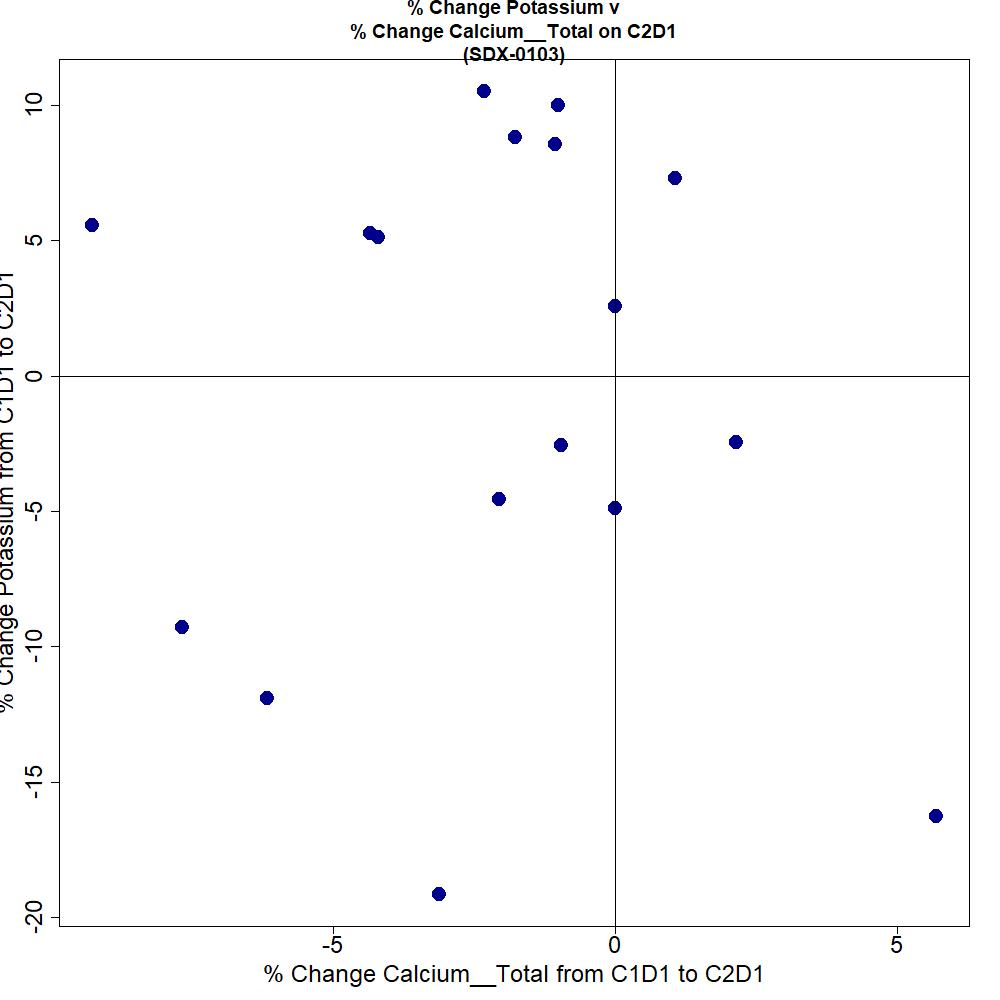 % Change Potassium v
% Change Calcium__Total on C2D1
(SDX-0103)
% Change Potassium from C1D1 to C2D1
10
5
0
-5
-10
-15
-20
-5
0
5
% Change Calcium__Total from C1D1 to C2D1